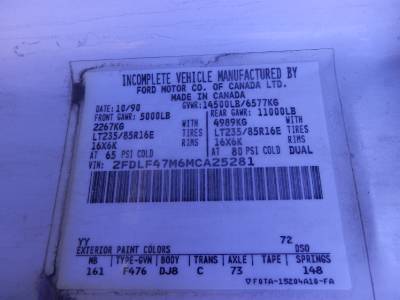 INCOMPLETE VEHICLE MANUFACTURED BY
FORD MOTOR CO. OF CANADA LTD.
MADE IN CANADA
DATE: 10/90 GVWR: 14500LB/6577KG
FRONT GAWR: 5000LB REAR GAWR: 11000LB
2267KG WITH 4989KG WITH
LT235/85R16E TIRES LT235/85R16E TIRES
16X6K RIMS 16X6K RIMS
AT 65 PSI COLD AT 80 PSI COLD DUAL
VIN: 2FDLF47M6MCA25281
YY 72
EXTERIOR PAINT COLORS DSO
WB TYPE-GVW BODY TRANS AXLE TAPE SPRINGS
161 F476 DJ8 C 73 148
▽ F0TA-15204A10-FA